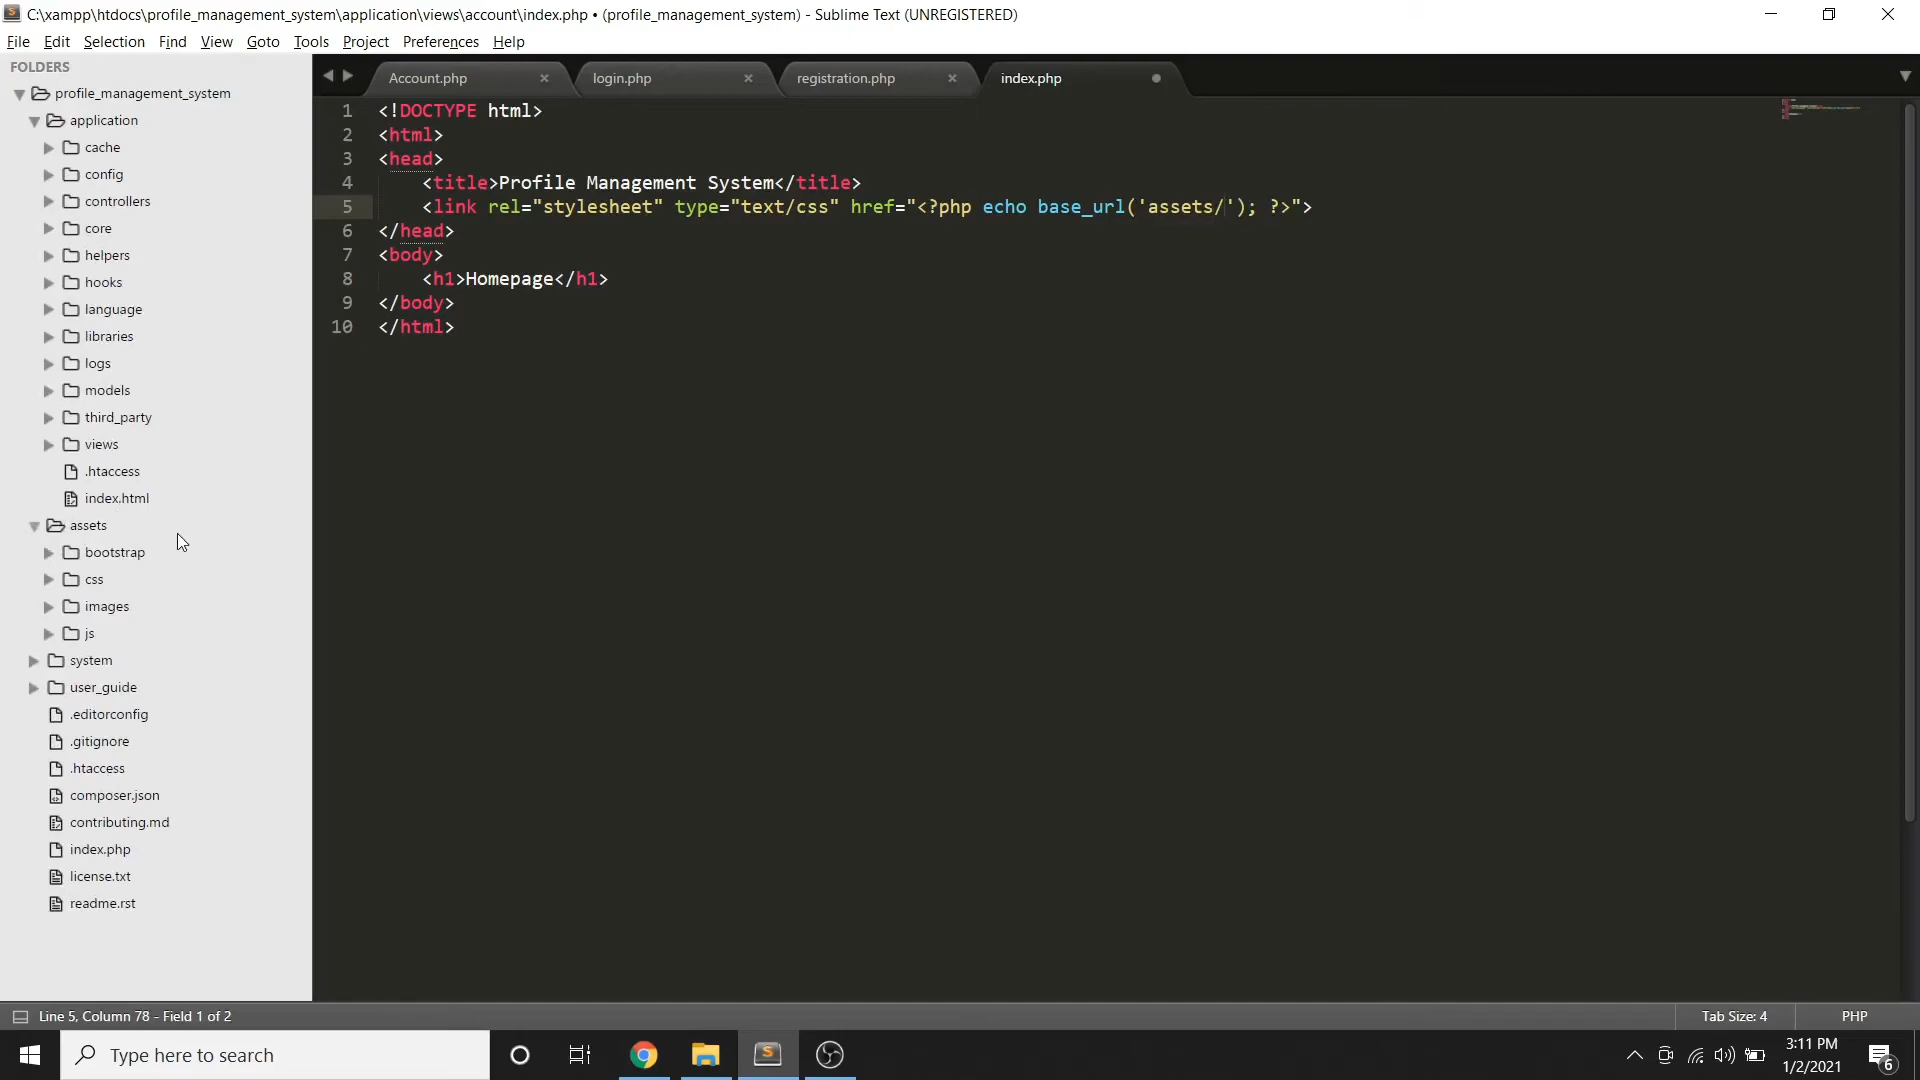 C:\xampp\htdocs\profile_management_system\application\views\account\index.php • (profile_management_system) - Sublime Text (UNREGISTERED)
File Edit Selection Find View Goto Tools Project Preferences Help
FOLDERS
profile_management_system
application
cache
config
controllers
core
helpers
hooks
language
libraries
logs
models
third_party
views
.htaccess
index.html
assets
bootstrap
css
images
js
system
user_guide
.editorconfig
.gitignore
.htaccess
composer.json
contributing.md
index.php
license.txt
readme.rst
Account.php login.php registration.php index.php
1 <!DOCTYPE html>
2 <html>
3 <head>
4 <title>Profile Management System</title>
5 <link rel="stylesheet" type="text/css" href="<?php echo base_url('assets/'); ?>">
6 </head>
7 <body>
8 <h1>Homepage</h1>
9 </body>
10 </html>
Line 5, Column 78 - Field 1 of 2 Tab Size: 4 PHP
Type here to search
3:11 PM
1/2/2021
6